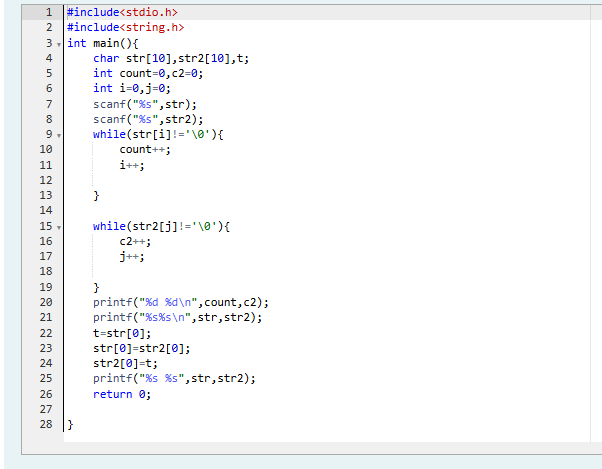 1 #include<stdio.h>
2 #include<string.h>
3 int main(){
4 char str[10],str2[10],t;
5 int count=0,c2=0;
6 int i=0,j=0;
7 scanf("%s",str);
8 scanf("%s",str2);
9 while(str[i]!='\0'){
10 count++;
11 i++;
12
13 }
14
15 while(str2[j]!='\0'){
16 c2++;
17 j++;
18
19 }
20 printf("%d %d\n",count,c2);
21 printf("%s%s\n",str,str2);
22 t=str[0];
23 str[0]=str2[0];
24 str2[0]=t;
25 printf("%s %s",str,str2);
26 return 0;
27
28 }